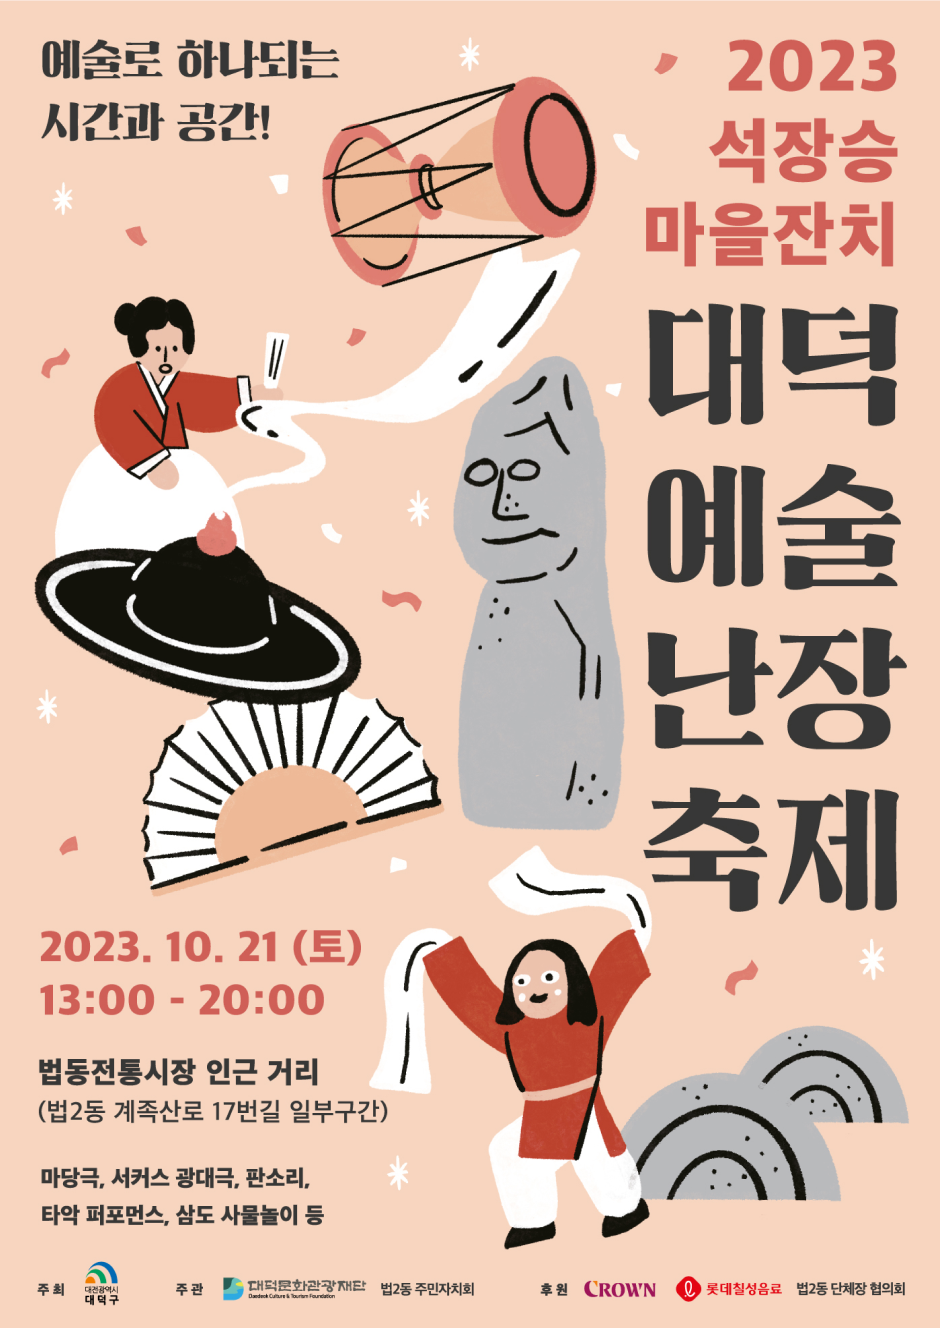 예술로 하나되는
시간과 공간!
2023
석장승
마을잔치
대덕
예술
난장
축제
2023. 10. 21 (토)
13:00 - 20:00
법동전통시장 인근 거리
(법2동 계족산로 17번길 일부구간)
마당극, 서커스 광대극, 판소리,
타악 퍼포먼스, 삼도 사물놀이 등
주최
대전광역시
대덕구
주관
대덕문화관광재단
Daedeok Culture & Tourism Foundation
법2동 주민자치회
후원
CROWN
롯데칠성음료
법2동 단체장 협의회